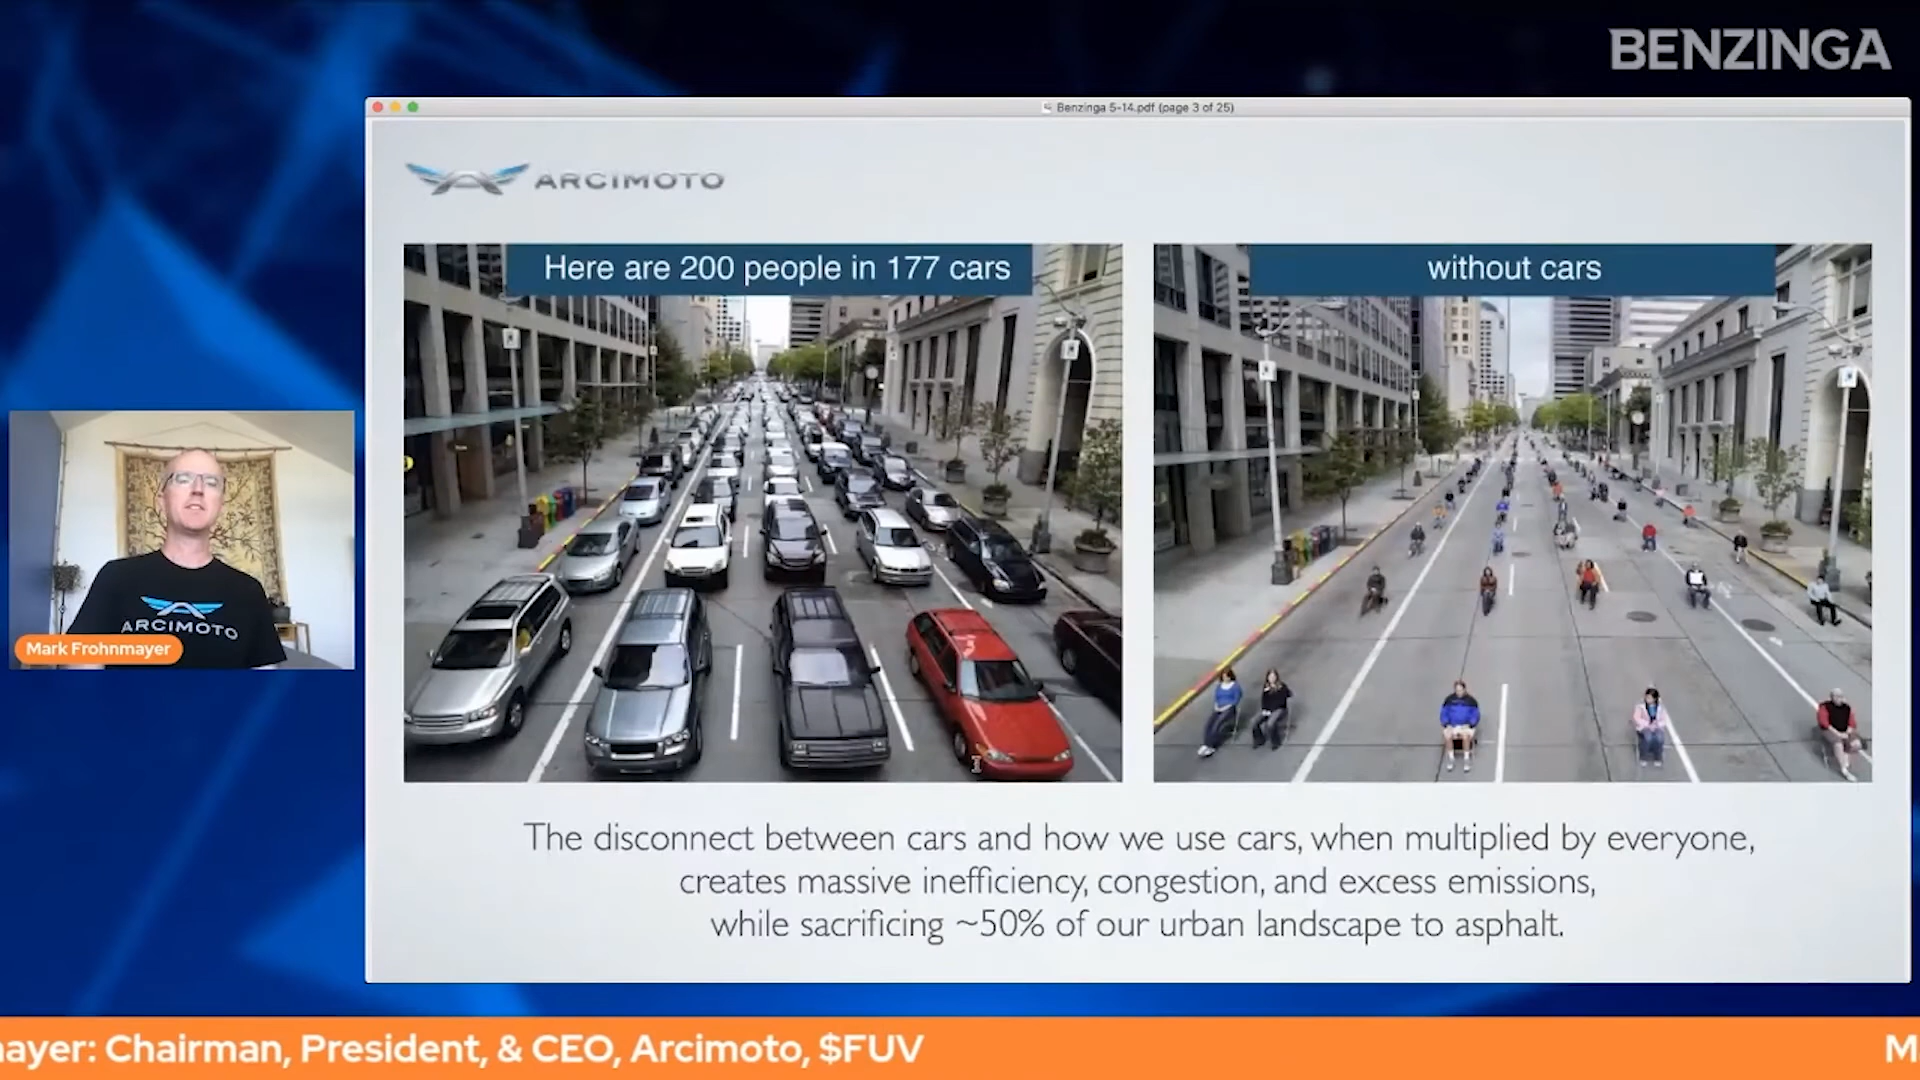 BENZINGA
Benzinga 5-14.pdf (page 3 of 25)
ARCIMOTO
Here are 200 people in 177 cars
without cars
ARCIMOTO
Mark Frohnmayer
The disconnect between cars and how we use cars, when multiplied by everyone,
creates massive inefficiency, congestion, and excess emissions,
while sacrificing ~50% of our urban landscape to asphalt.
nayer: Chairman, President, & CEO, Arcimoto, $FUV
M